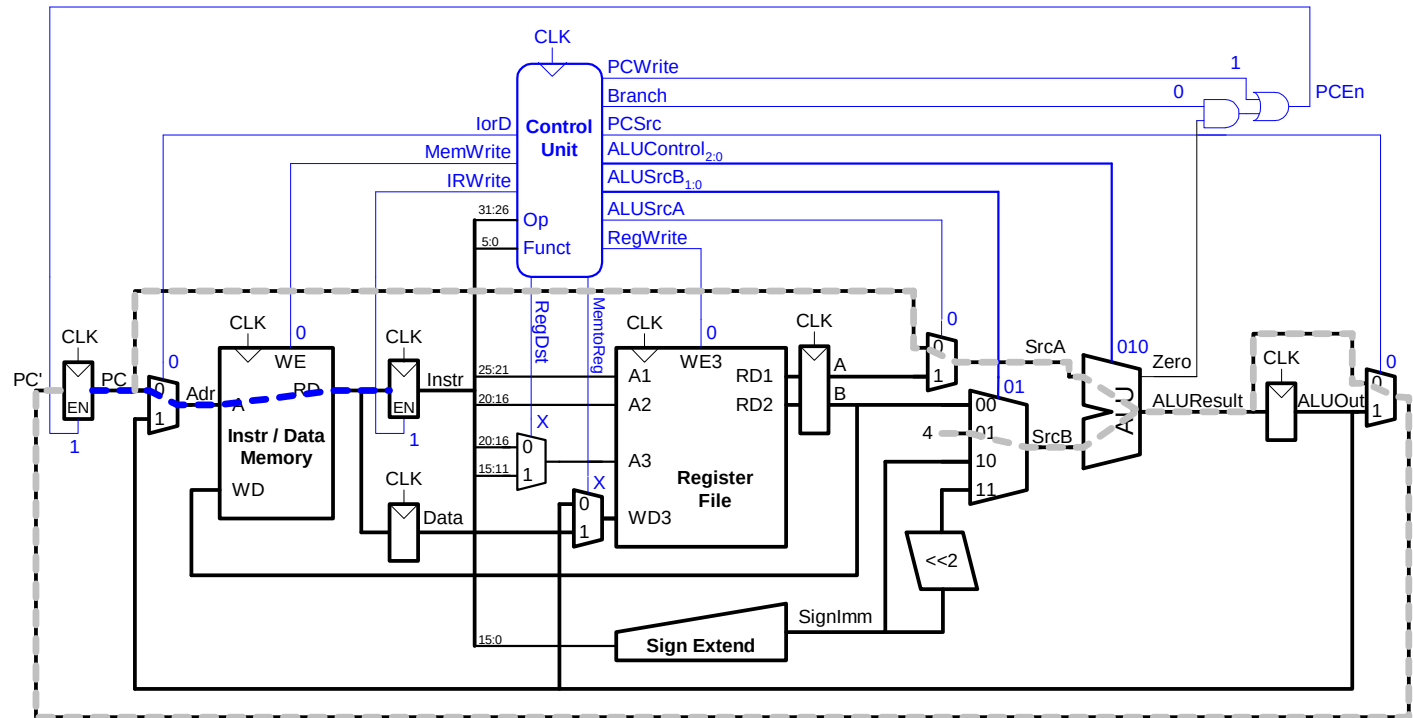 CLK
PCWrite
1
Branch
0
PCEn
IorD
Control
Unit
PCSrc
MemWrite
ALUControl2:0
IRWrite
ALUSrcB1:0
31:26
Op
ALUSrcA
5:0
Funct
RegWrite
RegDst
MemtoReg
CLK
CLK
CLK
CLK
CLK
0
0
0
0
010
0
PC'
PC
EN
0
1
Adr
WE
A
RD
Instr / Data
Memory
WD
EN
Instr
1
1
25:21
A1
WE3
RD1
A
0
1
SrcA
Zero
CLK
20:16
A2
RD2
B
01
00
ALU
ALUResult
ALUOut
0
1
X
4
01
SrcB
20:16
0
A3
10
15:11
1
Register
File
11
CLK
X
Data
0
1
WD3
<<2
SignImm
15:0
Sign Extend